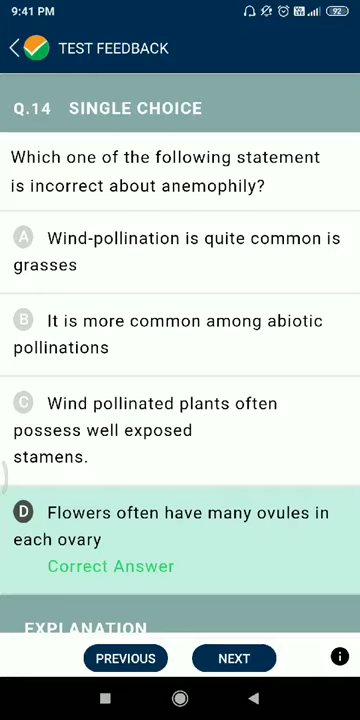 9:41 PM
92
TEST FEEDBACK
Q.14 SINGLE CHOICE
Which one of the following statement
is incorrect about anemophily?
A Wind-pollination is quite common is
grasses
B It is more common among abiotic
pollinations
C Wind pollinated plants often
possess well exposed
stamens.
D Flowers often have many ovules in
each ovary
Correct Answer
EXPLANATION
PREVIOUS NEXT